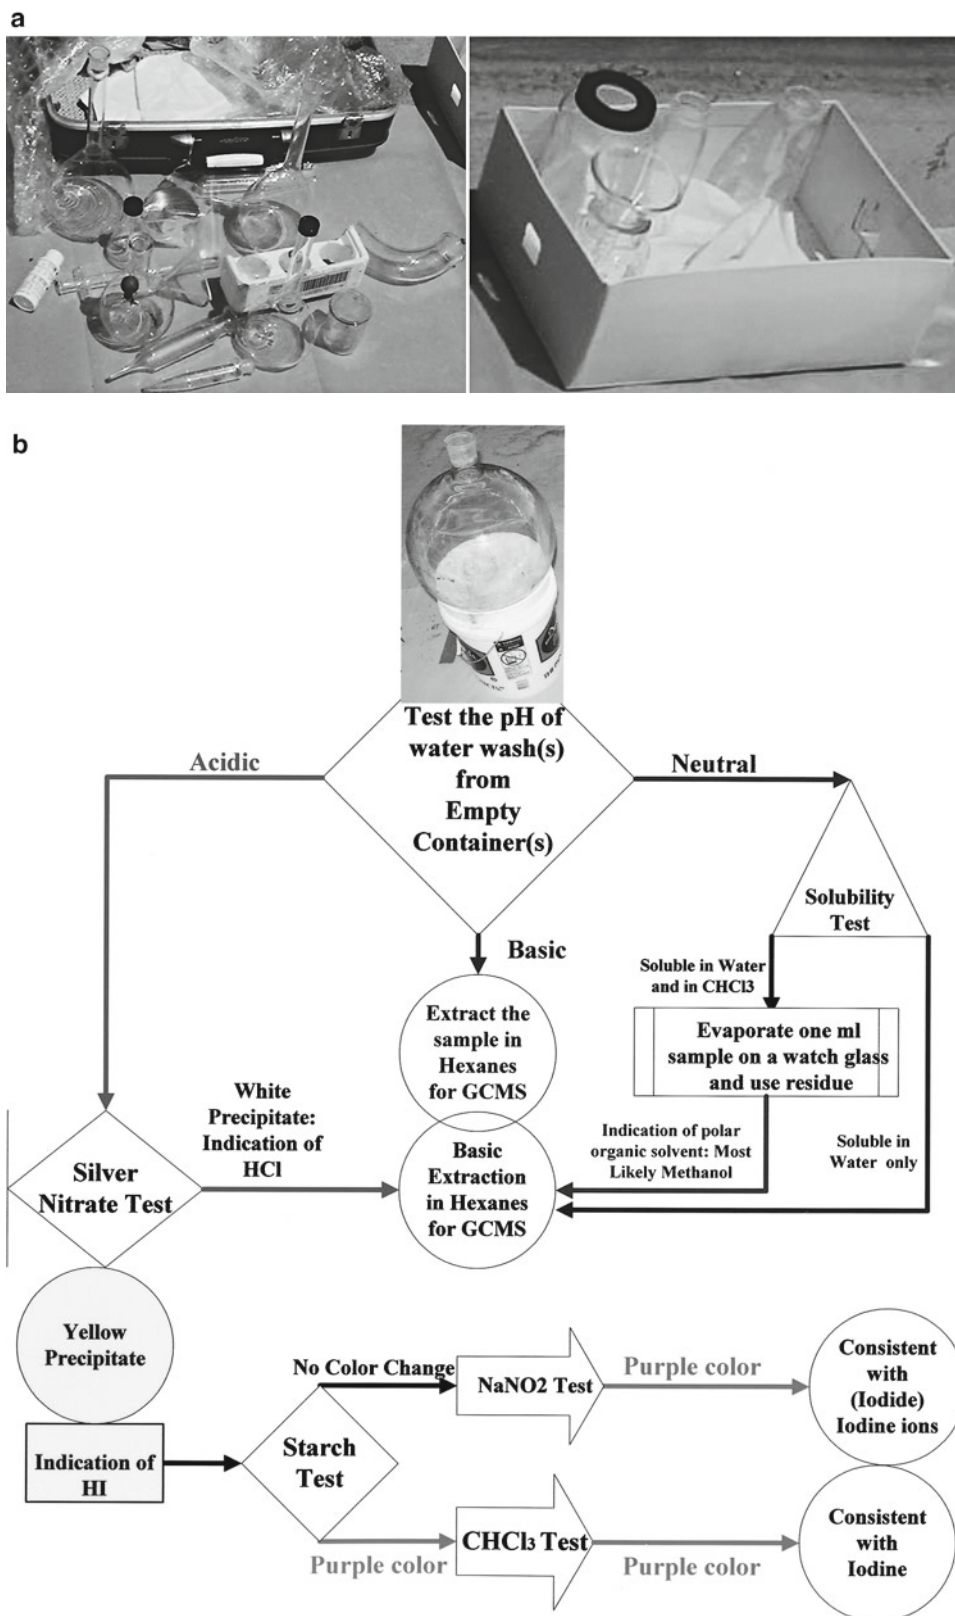 a
b
Test the pH of
water wash(s)
from
Empty
Container(s)
Acidic
Neutral
Basic
Solubility
Test
Soluble in Water
and in CHCl3
Extract the
sample in
Hexanes
for GCMS
Evaporate one ml
sample on a watch glass
and use residue
White
Precipitate:
Indication of
HCl
Silver
Nitrate Test
Basic
Extraction
in Hexanes
for GCMS
Indication of polar
organic solvent: Most
Likely Methanol
Soluble in
Water only
Yellow
Precipitate
Indication of
HI
No Color Change
Starch
Test
NaNO2 Test
Purple color
Consistent
with
(Iodide)
Iodine ions
Purple color
CHCl3 Test
Purple color
Consistent
with
Iodine